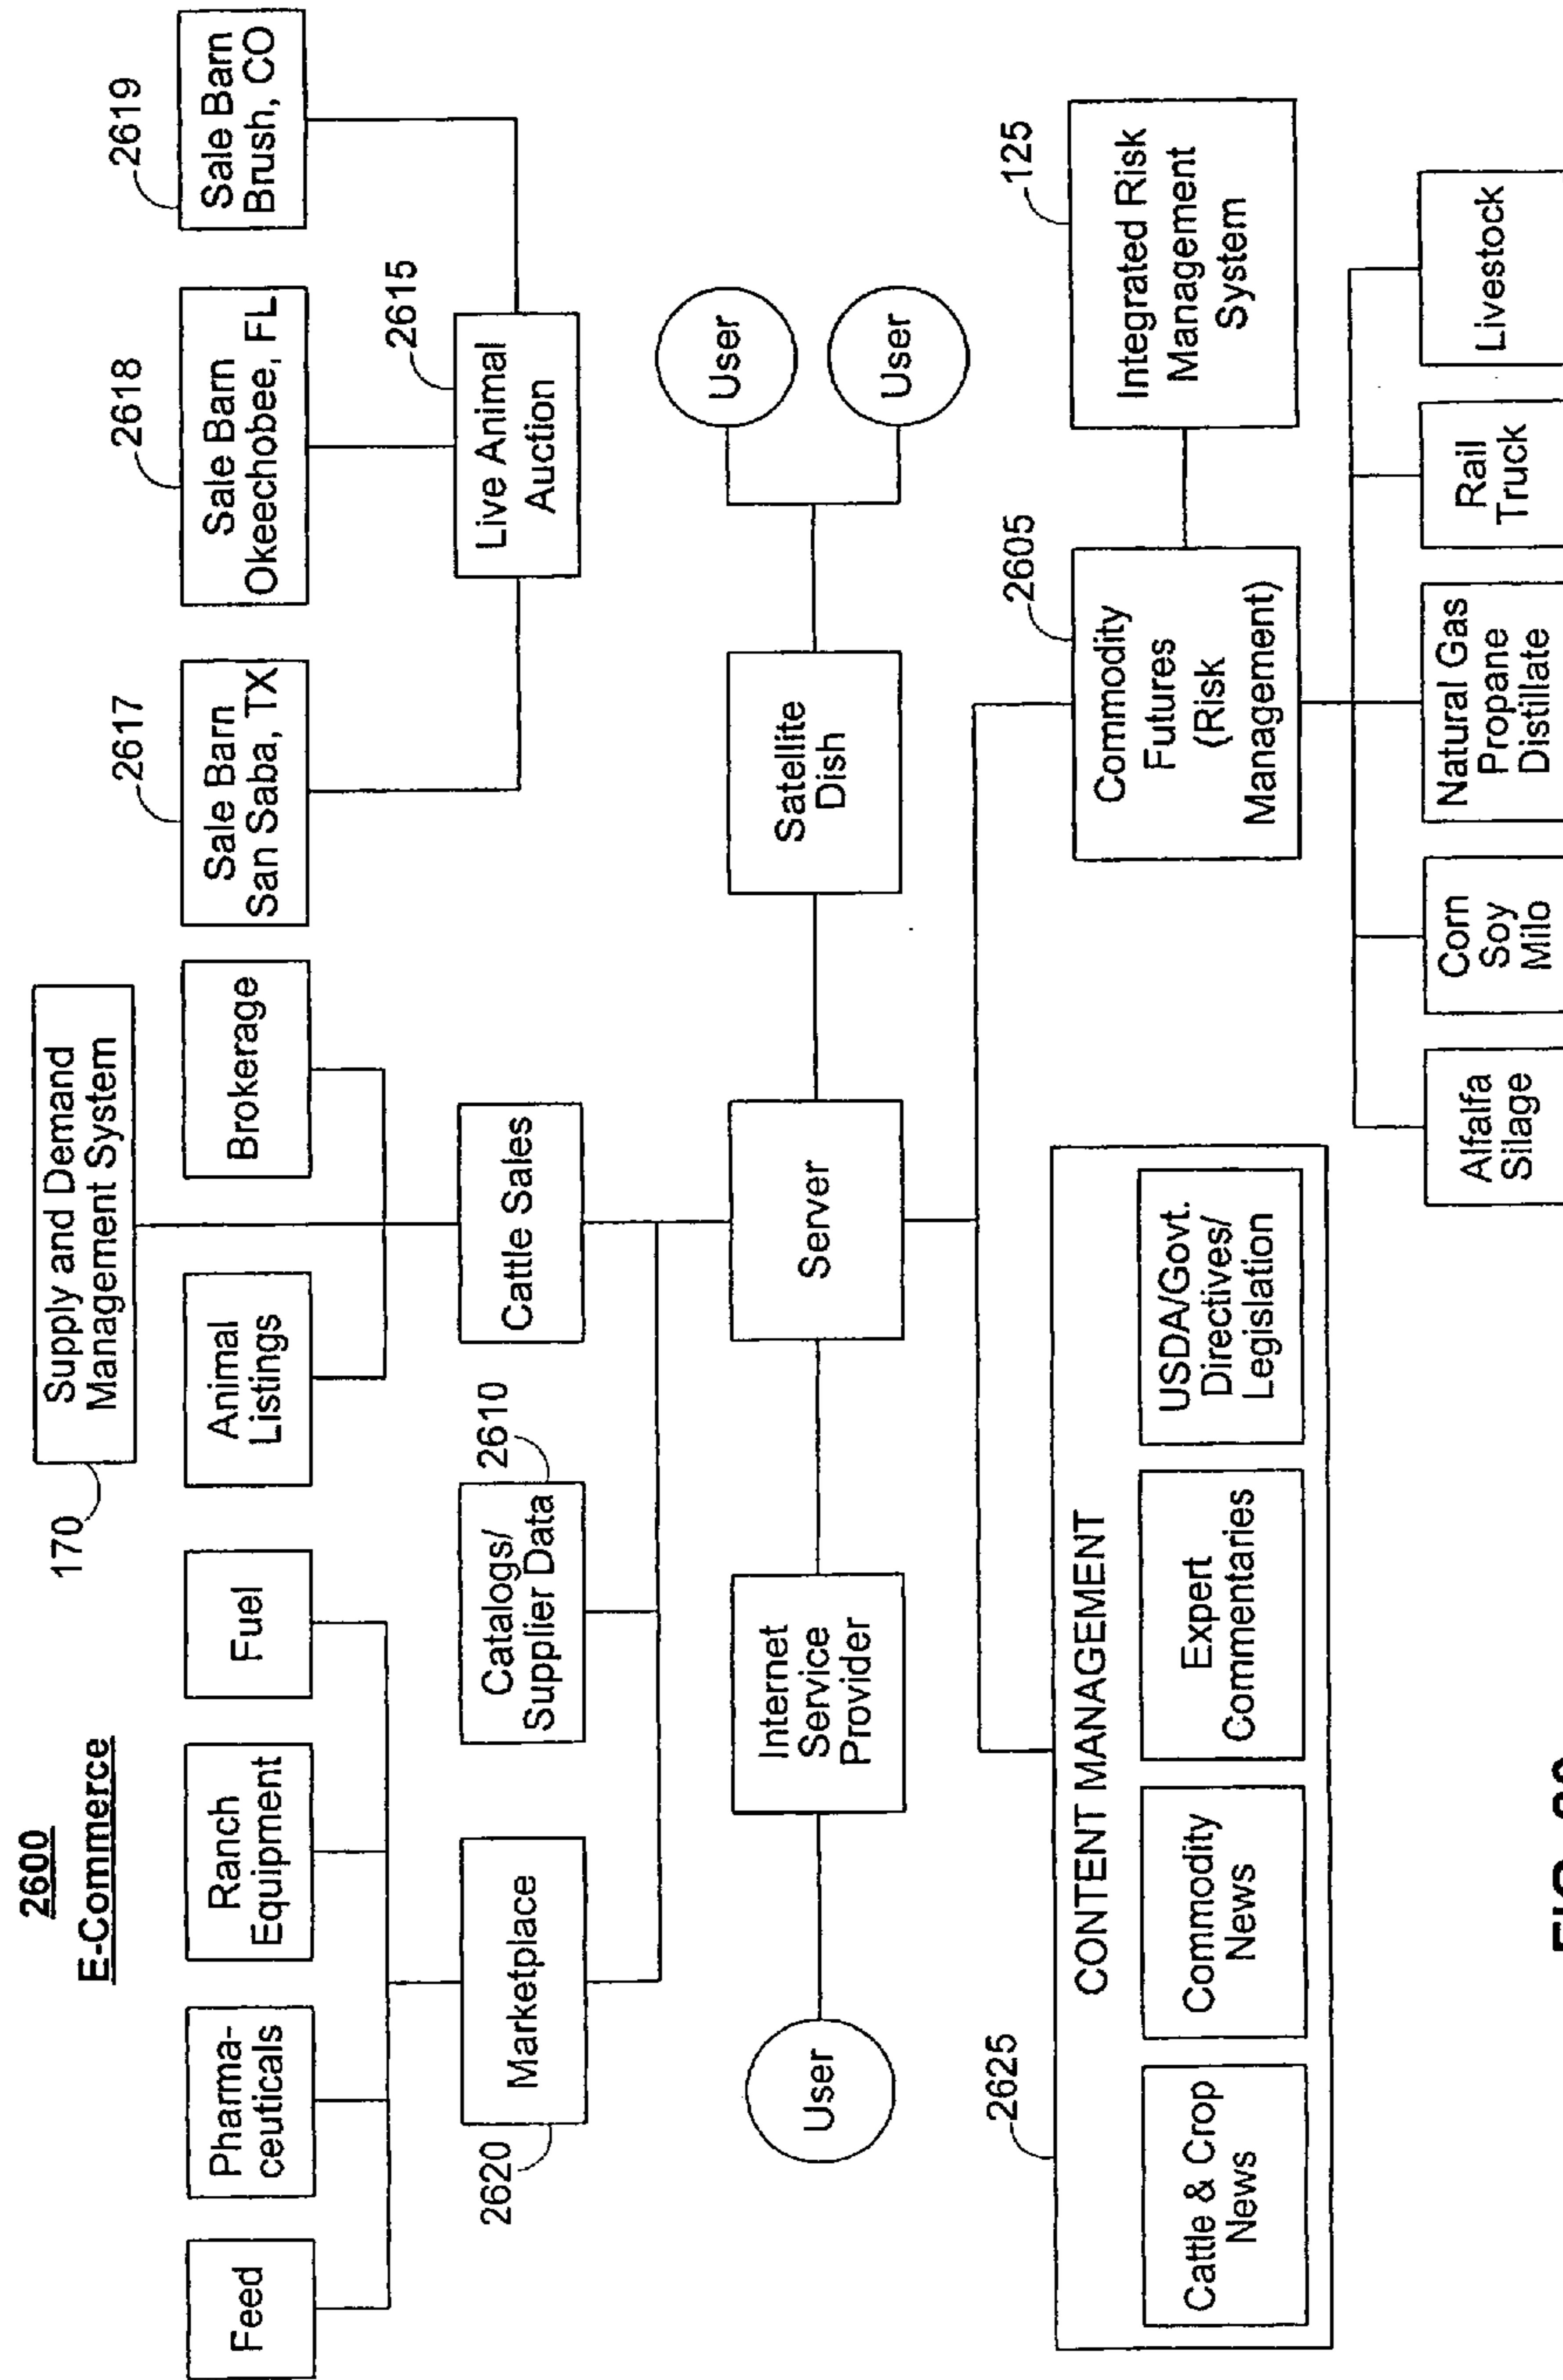 2600
E-Commerce
170
Supply and Demand
Management System
2617
2618
2619
Feed
Pharma-
ceuticals
Ranch
Equipment
Fuel
Animal
Listings
Brokerage
Sale Barn
San Saba, TX
Sale Barn
Okeechobee, FL
Sale Barn
Brush, CO
2620
Marketplace
2610
Catalogs/
Supplier Data
Cattle Sales
2615
Live Animal
Auction
User
Internet
Service
Provider
Server
Satellite
Dish
User
User
2625
CONTENT MANAGEMENT
Cattle & Crop
News
Commodity
News
Expert
Commentaries
USDA/Govt.
Directives/
Legislation
2605
Commodity
Futures
(Risk
Management)
125
Integrated Risk
Management
System
Alfalfa
Silage
Corn
Soy
Milo
Natural Gas
Propane
Distillate
Rail
Truck
Livestock